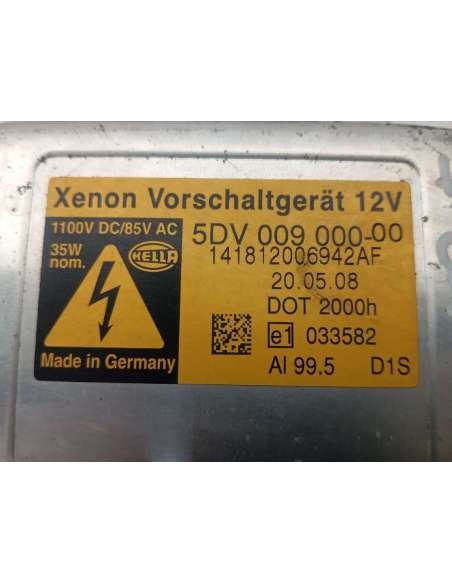 Xenon Vorschaltgerät 12V
1100V DC/85V AC
35W
nom.
HELLA
Made in Germany
5DV 009 000-00
141812006942AF
20.05.08
DOT 2000h
e1 033582
Al 99.5 D1S